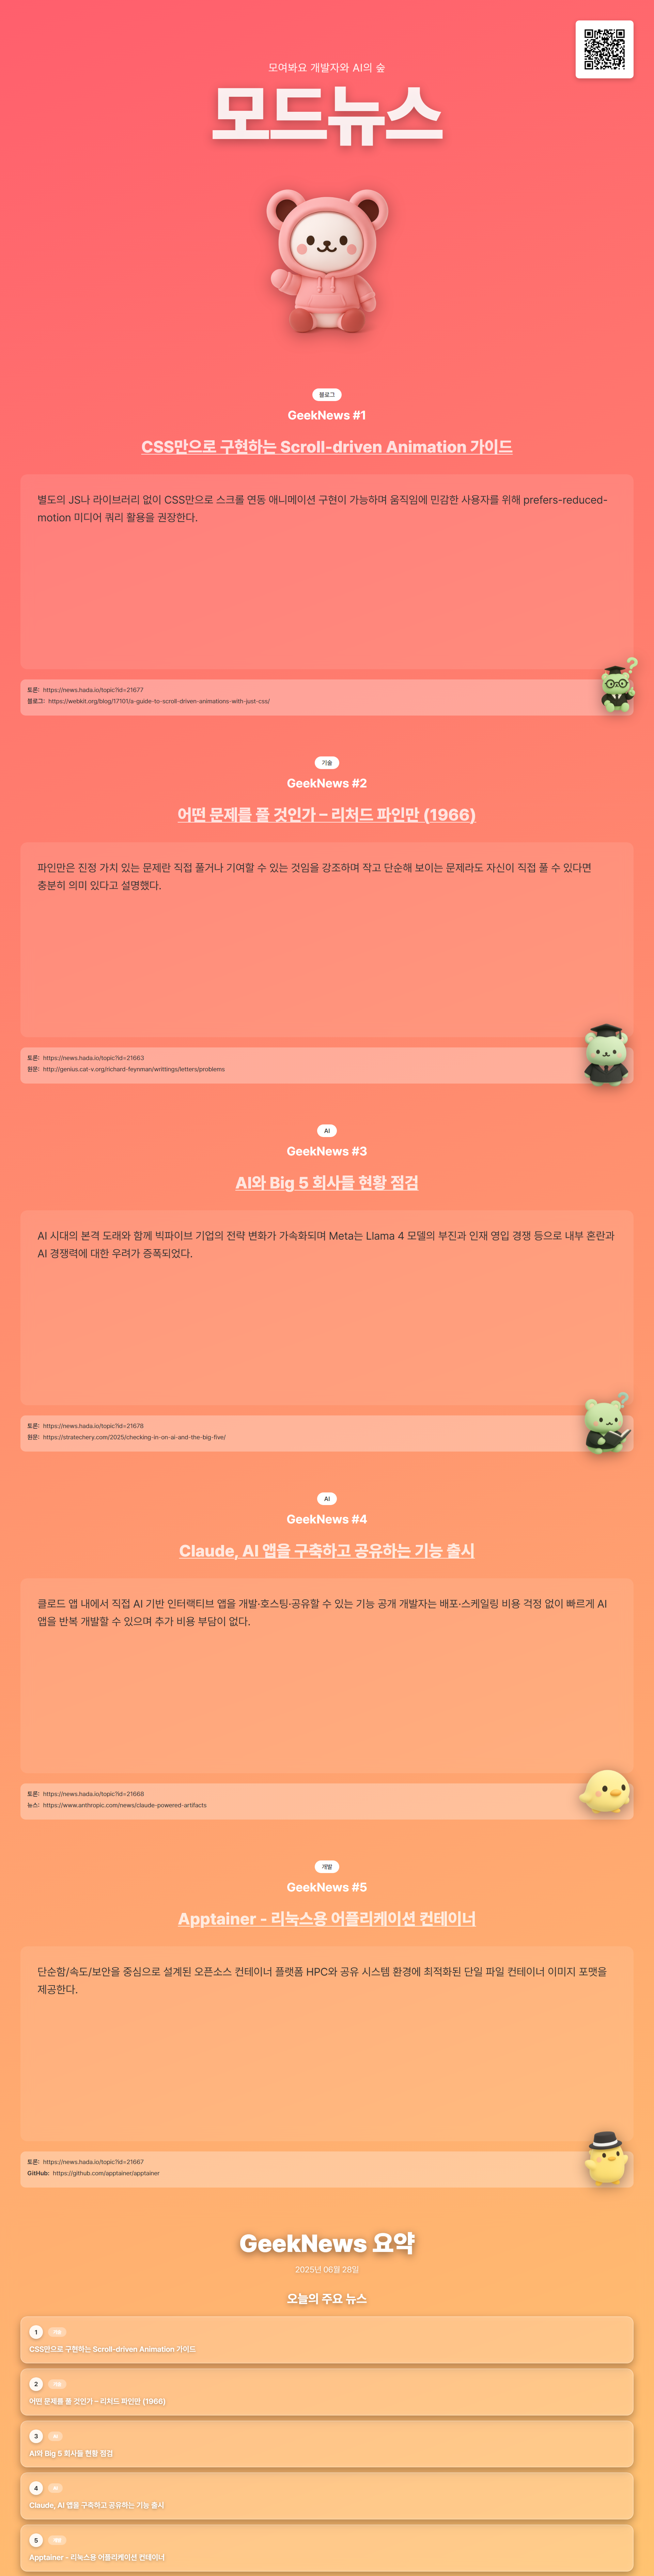 모여봐요 개발자와 AI의 숲
모드뉴스
블로그
GeekNews #1
CSS만으로 구현하는 Scroll-driven Animation 가이드
별도의 JS나 라이브러리 없이 CSS만으로 스크롤 연동 애니메이션 구현이 가능하며 움직임에 민감한 사용자를 위해 prefers-reduced-
motion 미디어 쿼리 활용을 권장한다.
토론: https://news.hada.io/topic?id=21677
블로그: https://webkit.org/blog/17101/a-guide-to-scroll-driven-animations-with-just-css/
기술
GeekNews #2
어떤 문제를 풀 것인가 – 리처드 파인만 (1966)
파인만은 진정 가치 있는 문제란 직접 풀거나 기여할 수 있는 것임을 강조하며 작고 단순해 보이는 문제라도 자신이 직접 풀 수 있다면
충분히 의미 있다고 설명했다.
토론: https://news.hada.io/topic?id=21663
원문: http://genius.cat-v.org/richard-feynman/writtings/letters/problems
AI
GeekNews #3
AI와 Big 5 회사들 현황 점검
AI 시대의 본격 도래와 함께 빅파이브 기업의 전략 변화가 가속화되며 Meta는 Llama 4 모델의 부진과 인재 영입 경쟁 등으로 내부 혼란과
AI 경쟁력에 대한 우려가 증폭되었다.
토론: https://news.hada.io/topic?id=21678
원문: https://stratechery.com/2025/checking-in-on-ai-and-the-big-five/
AI
GeekNews #4
Claude, AI 앱을 구축하고 공유하는 기능 출시
클로드 앱 내에서 직접 AI 기반 인터랙티브 앱을 개발·호스팅·공유할 수 있는 기능 공개 개발자는 배포·스케일링 비용 걱정 없이 빠르게 AI
앱을 반복 개발할 수 있으며 추가 비용 부담이 없다.
토론: https://news.hada.io/topic?id=21668
뉴스: https://www.anthropic.com/news/claude-powered-artifacts
개발
GeekNews #5
Apptainer - 리눅스용 어플리케이션 컨테이너
단순함/속도/보안을 중심으로 설계된 오픈소스 컨테이너 플랫폼 HPC와 공유 시스템 환경에 최적화된 단일 파일 컨테이너 이미지 포맷을
제공한다.
토론: https://news.hada.io/topic?id=21667
GitHub: https://github.com/apptainer/apptainer
GeekNews 요약
2025년 06월 28일
오늘의 주요 뉴스
1
CSS만으로 구현하는 Scroll-driven Animation 가이드
2
어떤 문제를 풀 것인가 – 리처드 파인만 (1966)
3 AI
AI와 Big 5 회사들 현황 점검
4 AI
Claude, AI 앱을 구축하고 공유하는 기능 출시
5
Apptainer - 리눅스용 어플리케이션 컨테이너